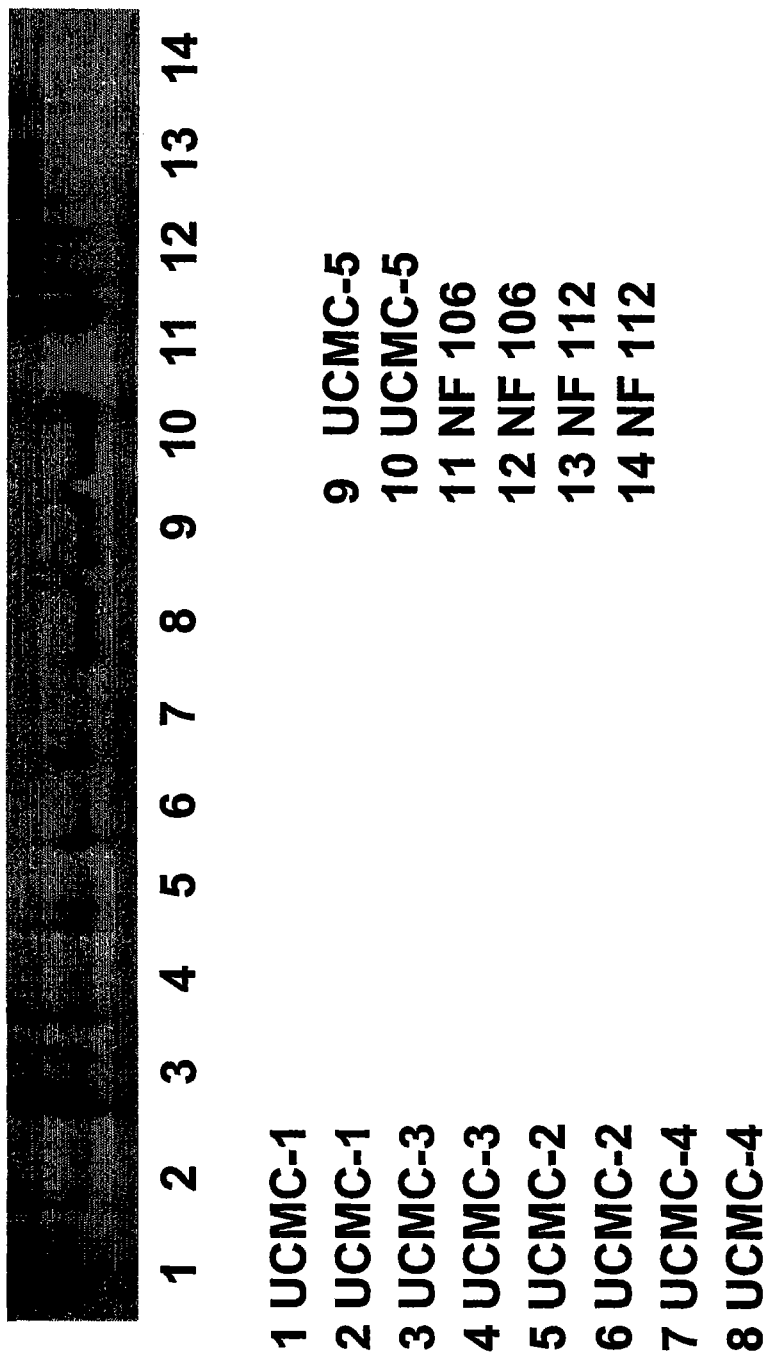 1 2 3 4 5 6 7 8 9 10 11 12 13 14
1 UCMC-1
2 UCMC-1
3 UCMC-3
4 UCMC-3
5 UCMC-2
6 UCMC-2
7 UCMC-4
8 UCMC-4
9 UCMC-5
10 UCMC-5
11 NF 106
12 NF 106
13 NF 112
14 NF 112